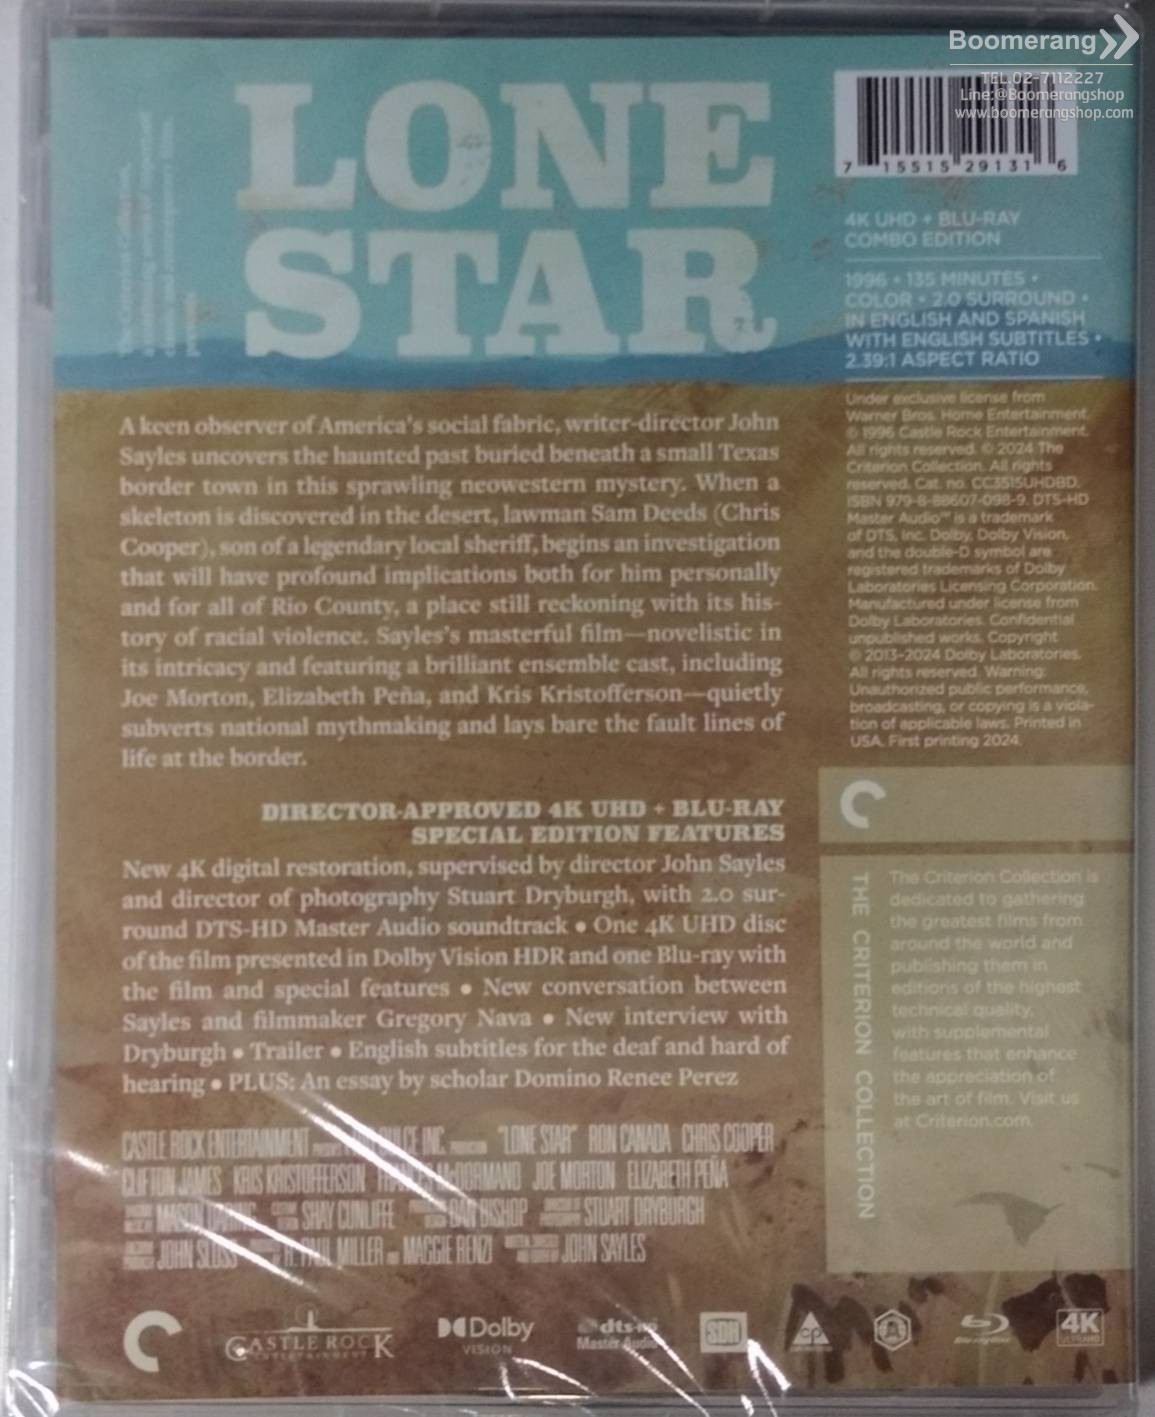 Boomerang
TEL.02-7112227
Line:@Boomerangshop
www.boomerangshop.com
LONE
STAR
7 15515 29131 6
4K UHD + BLU-RAY
COMBO EDITION
1996 • 135 MINUTES •
COLOR • 2.0 SURROUND •
IN ENGLISH AND SPANISH
WITH ENGLISH SUBTITLES •
2.39:1 ASPECT RATIO
Under exclusive license from
Warner Bros. Home Entertainment.
© 1996 Castle Rock Entertainment.
All rights reserved. © 2024 The
Criterion Collection. All rights
reserved. Cat. no. CC3515UHDBD.
ISBN 979-8-88607-098-9. DTS-HD
Master Audio™ is a trademark
of DTS, Inc. Dolby, Dolby Vision,
and the double-D symbol are
registered trademarks of Dolby
Laboratories Licensing Corporation.
Manufactured under license from
Dolby Laboratories. Confidential
unpublished works. Copyright
© 2013–2024 Dolby Laboratories.
All rights reserved. Warning:
Unauthorized public performance,
broadcasting, or copying is a viola-
tion of applicable laws. Printed in
USA. First printing 2024.
A keen observer of America's social fabric, writer-director John
Sayles uncovers the haunted past buried beneath a small Texas
border town in this sprawling neowestern mystery. When a
skeleton is discovered in the desert, lawman Sam Deeds (Chris
Cooper), son of a legendary local sheriff, begins an investigation
that will have profound implications both for him personally
and for all of Rio County, a place still reckoning with its his-
tory of racial violence. Sayles's masterful film—novelistic in
its intricacy and featuring a brilliant ensemble cast, including
Joe Morton, Elizabeth Peña, and Kris Kristofferson—quietly
subverts national mythmaking and lays bare the fault lines of
life at the border.
DIRECTOR-APPROVED 4K UHD + BLU-RAY
SPECIAL EDITION FEATURES
New 4K digital restoration, supervised by director John Sayles
and director of photography Stuart Dryburgh, with 2.0 sur-
round DTS-HD Master Audio soundtrack • One 4K UHD disc
of the film presented in Dolby Vision HDR and one Blu-ray with
the film and special features • New conversation between
Sayles and filmmaker Gregory Nava • New interview with
Dryburgh • Trailer • English subtitles for the deaf and hard of
hearing • PLUS: An essay by scholar Domino Renee Perez
THE CRITERION COLLECTION
The Criterion Collection is
dedicated to gathering
the greatest films from
around the world and
publishing them in
editions of the highest
technical quality,
with supplemental
features that enhance
the appreciation of
the art of film. Visit us
at Criterion.com.
CASTLE ROCK ENTERTAINMENT INC. "LONE STAR" RON CANADA CHRIS COOPER
CLIFTON JAMES KRIS KRISTOFFERSON McDORMAND JOE MORTON ELIZABETH PEÑA
MASON SHAY CUNLIFFE DAN BISHOP STUART DRYBURGH
JOHN SLOSS R. PAUL MILLER AND MAGGIE RENZI JOHN SAYLES
CASTLE ROCK
ENTERTAINMENT
Dolby
VISION
dts-HD
Master Audio
SDH
A
Blu-ray Disc
4K
ULTRA HD